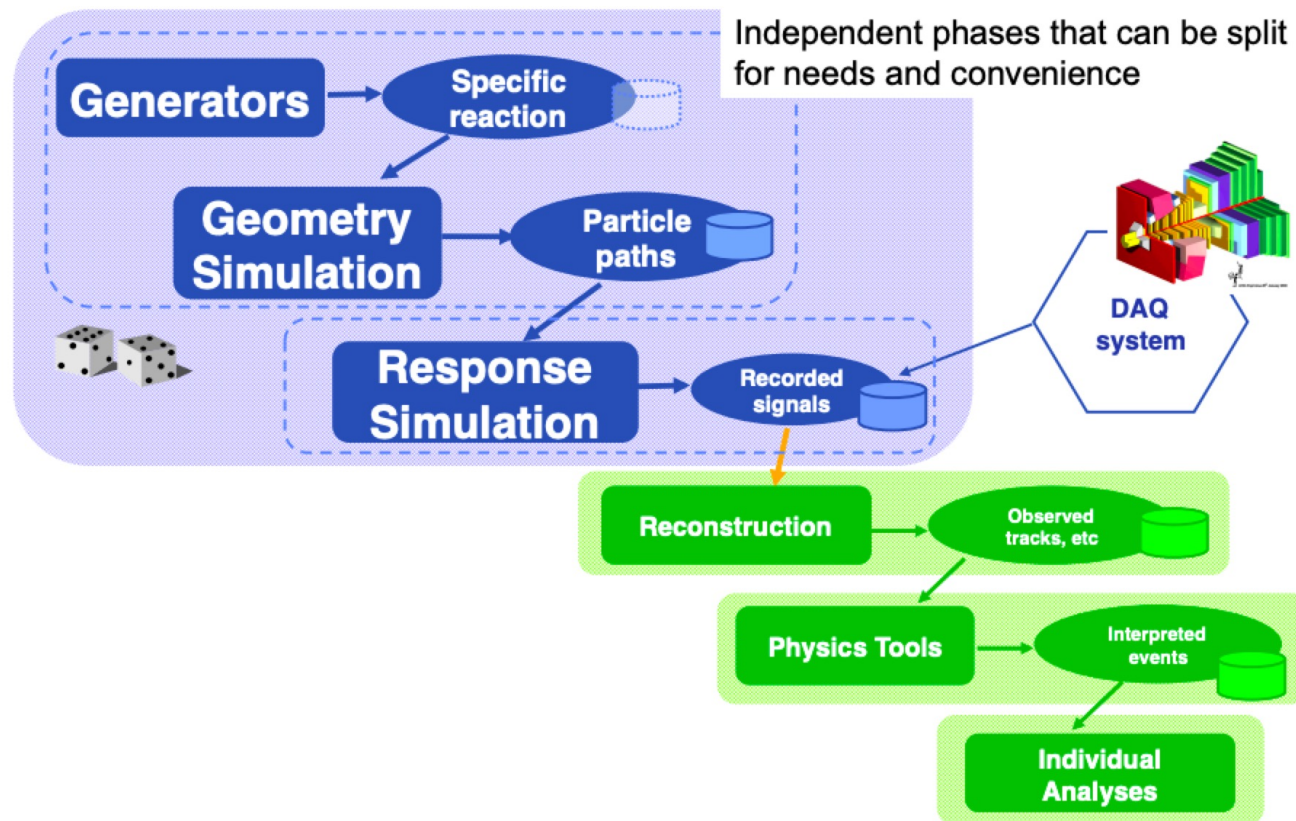 Independent phases that can be split
for needs and convenience
Generators
Specific
reaction
Geometry
Simulation
Particle
paths
DAQ
system
Response
Simulation
Recorded
signals
Reconstruction
Observed
tracks, etc
Physics Tools
Interpreted
events
Individual
Analyses